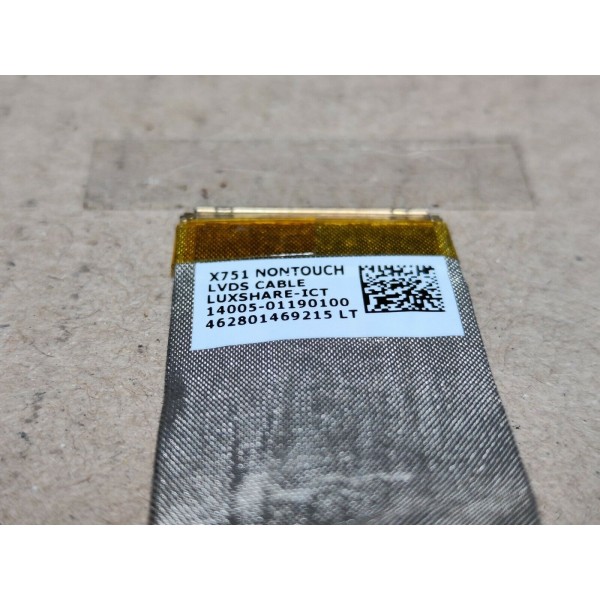 X751 NONTOUCH
LVDS CABLE
LUXSHARE-ICT
14005-01190100
462801469215 LT